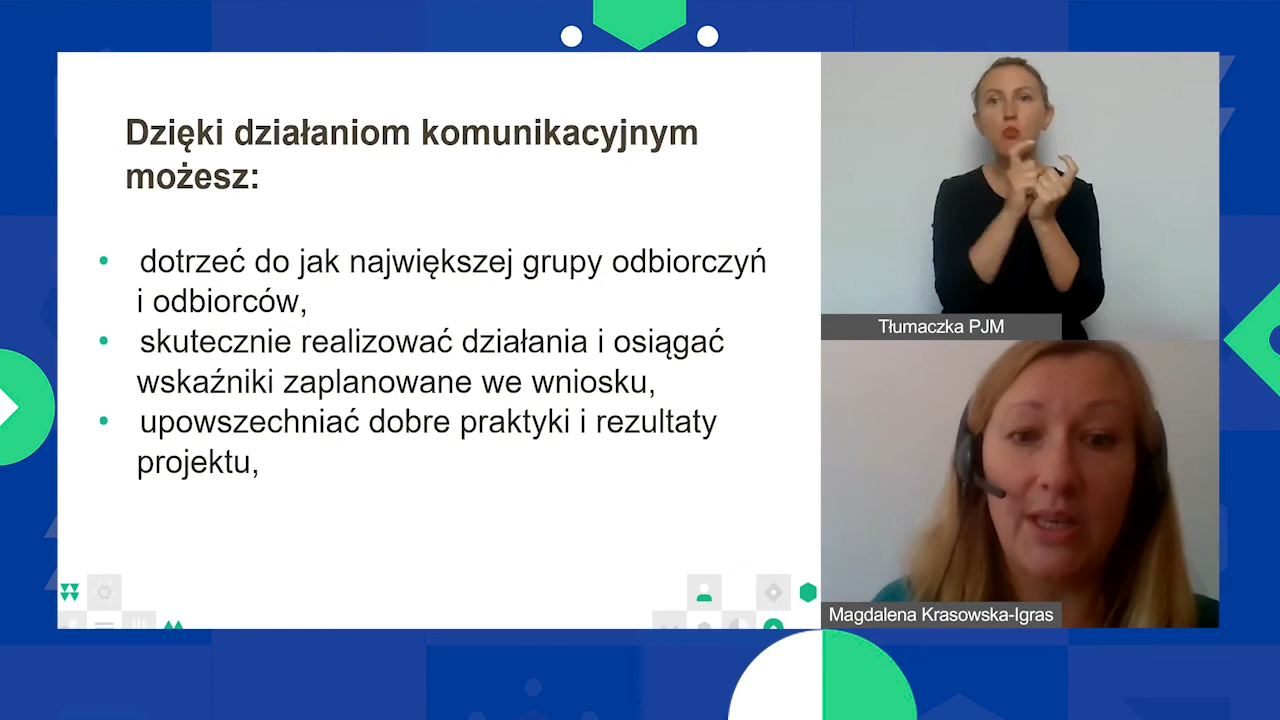 Dzięki działaniom komunikacyjnym
możesz:
• dotrzeć do jak największej grupy odbiorczyń
i odbiorców,
• skutecznie realizować działania i osiągać
wskaźniki zaplanowane we wniosku,
• upowszechniać dobre praktyki i rezultaty
projektu,
Tłumaczka PJM
Magdalena Krasowska-Igras